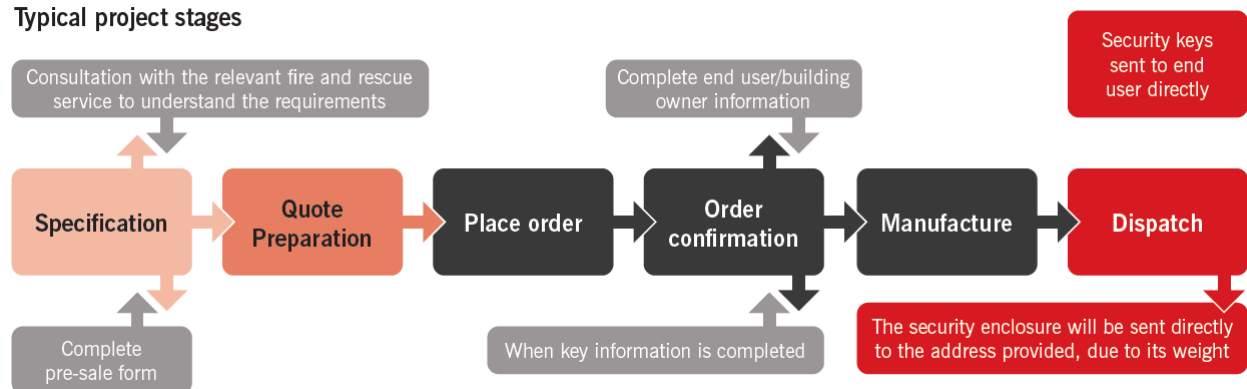 Typical project stages
Security keys
sent to end
user directly
Consultation with the relevant fire and rescue
service to understand the requirements
Complete end user/building
owner information
Specification
Quote
Preparation
Place order
Order
confirmation
Manufacture
Dispatch
Complete
pre-sale form
When key information is completed
The security enclosure will be sent directly
to the address provided, due to its weight